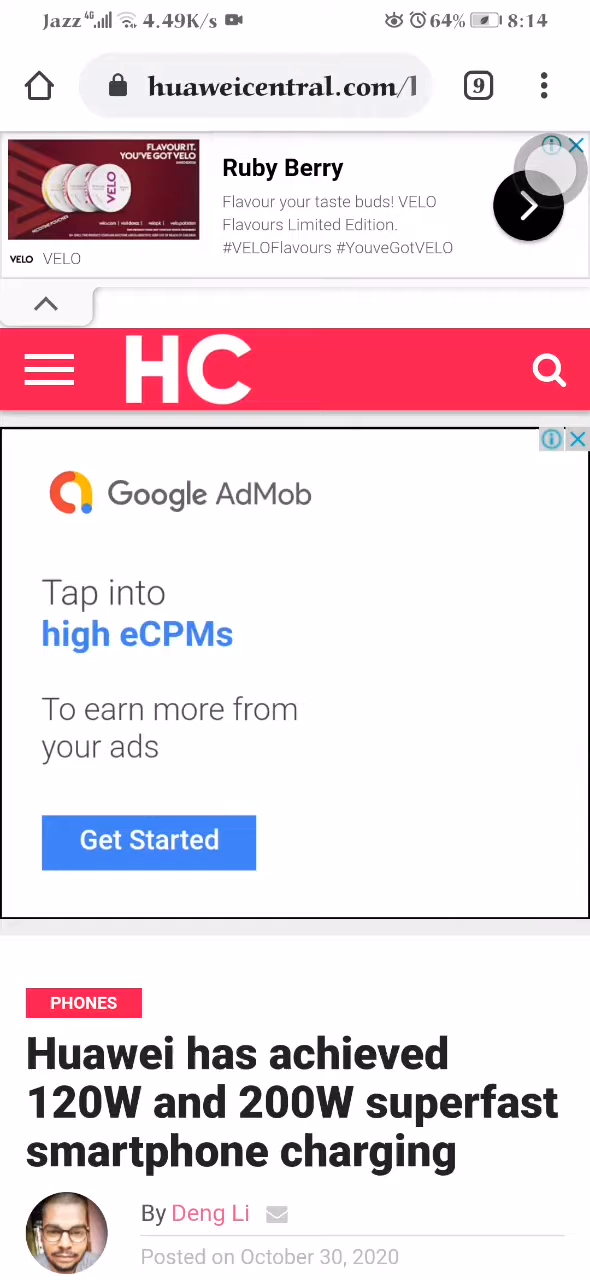 Jazz 4G 4.49K/s 64% 8:14
huaweicentral.com/l
9
FLAVOUR IT.
YOU'VE GOT VELO
VELO
Ruby Berry
Flavour your taste buds! VELO
Flavours Limited Edition.
#VELOFlavours #YouveGotVELO
VELO VELO
HC
Google AdMob
Tap into
high eCPMs
To earn more from
your ads
Get Started
PHONES
Huawei has achieved
120W and 200W superfast
smartphone charging
By Deng Li
Posted on October 30, 2020